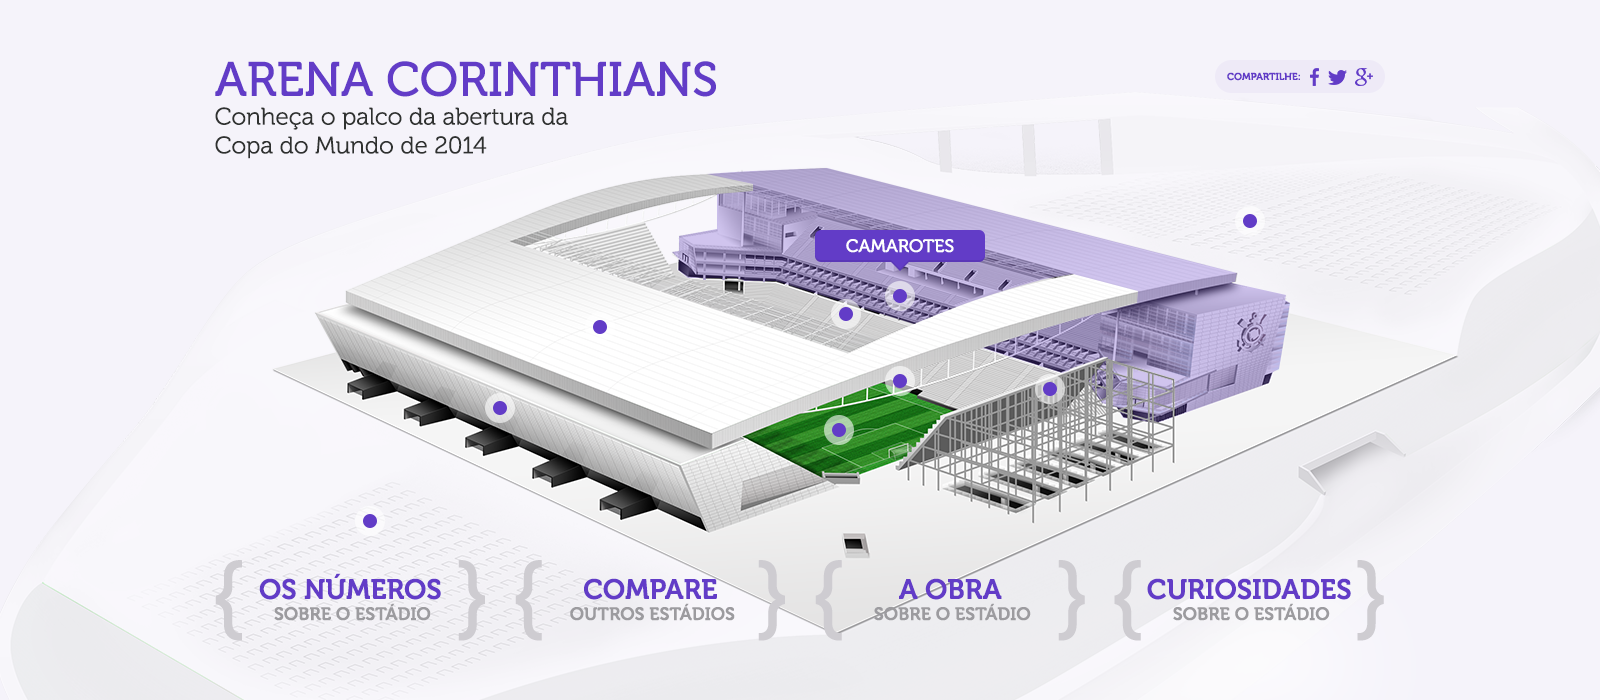 ARENA CORINTHIANS
Conheça o palco da abertura da
Copa do Mundo de 2014
COMPARTILHE:
CAMAROTES
OS NÚMEROS
SOBRE O ESTÁDIO
COMPARE
OUTROS ESTÁDIOS
A OBRA
SOBRE O ESTÁDIO
CURIOSIDADES
SOBRE O ESTÁDIO